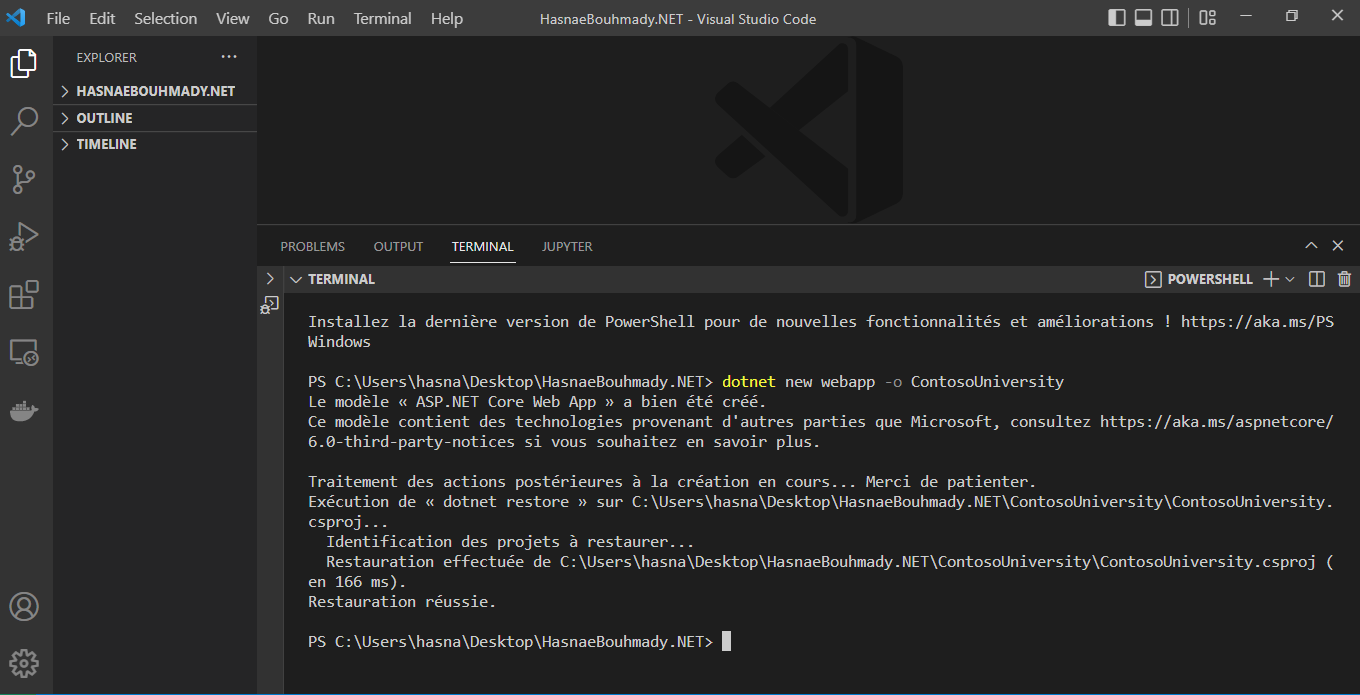 File Edit Selection View Go Run Terminal Help HasnaeBouhmady.NET - Visual Studio Code
EXPLORER
HASNAEBOUHMADY.NET
OUTLINE
TIMELINE
PROBLEMS OUTPUT TERMINAL JUPYTER
TERMINAL POWERSHELL
Installez la dernière version de PowerShell pour de nouvelles fonctionnalités et améliorations ! https://aka.ms/PS
Windows
PS C:\Users\hasna\Desktop\HasnaeBouhmady.NET> dotnet new webapp -o ContosoUniversity
Le modèle « ASP.NET Core Web App » a bien été créé.
Ce modèle contient des technologies provenant d'autres parties que Microsoft, consultez https://aka.ms/aspnetcore/
6.0-third-party-notices si vous souhaitez en savoir plus.
Traitement des actions postérieures à la création en cours... Merci de patienter.
Exécution de « dotnet restore » sur C:\Users\hasna\Desktop\HasnaeBouhmady.NET\ContosoUniversity\ContosoUniversity.
csproj...
Identification des projets à restaurer...
Restauration effectuée de C:\Users\hasna\Desktop\HasnaeBouhmady.NET\ContosoUniversity\ContosoUniversity.csproj (
en 166 ms).
Restauration réussie.
PS C:\Users\hasna\Desktop\HasnaeBouhmady.NET>